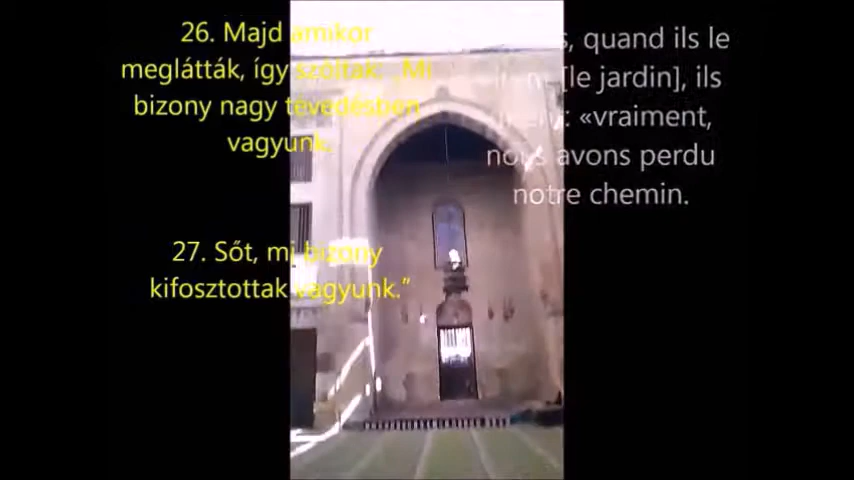 26. Majd amikor
meglátták, így szóltak: „Mi
bizony nagy tévedésben
vagyunk.
27. Sőt, mi bizony
kifosztottak vagyunk.”
quand ils le
[le jardin], ils
: «vraiment,
nous avons perdu
notre chemin.